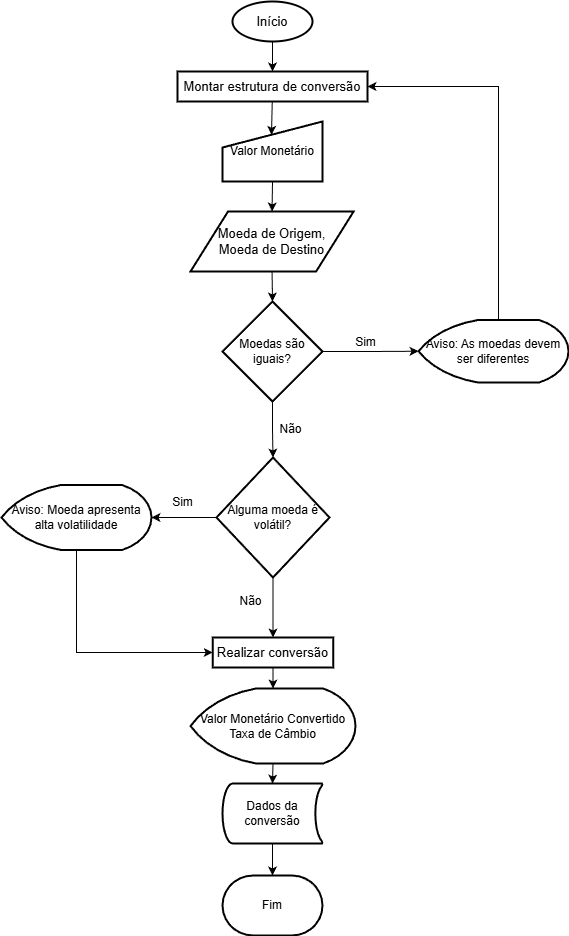 Início
Montar estrutura de conversão
Valor Monetário
Moeda de Origem,
Moeda de Destino
Moedas são
iguais?
Sim
Aviso: As moedas devem
ser diferentes
Não
Alguma moeda é
volátil?
Sim
Aviso: Moeda apresenta
alta volatilidade
Não
Realizar conversão
Valor Monetário Convertido
Taxa de Câmbio
Dados da
conversão
Fim